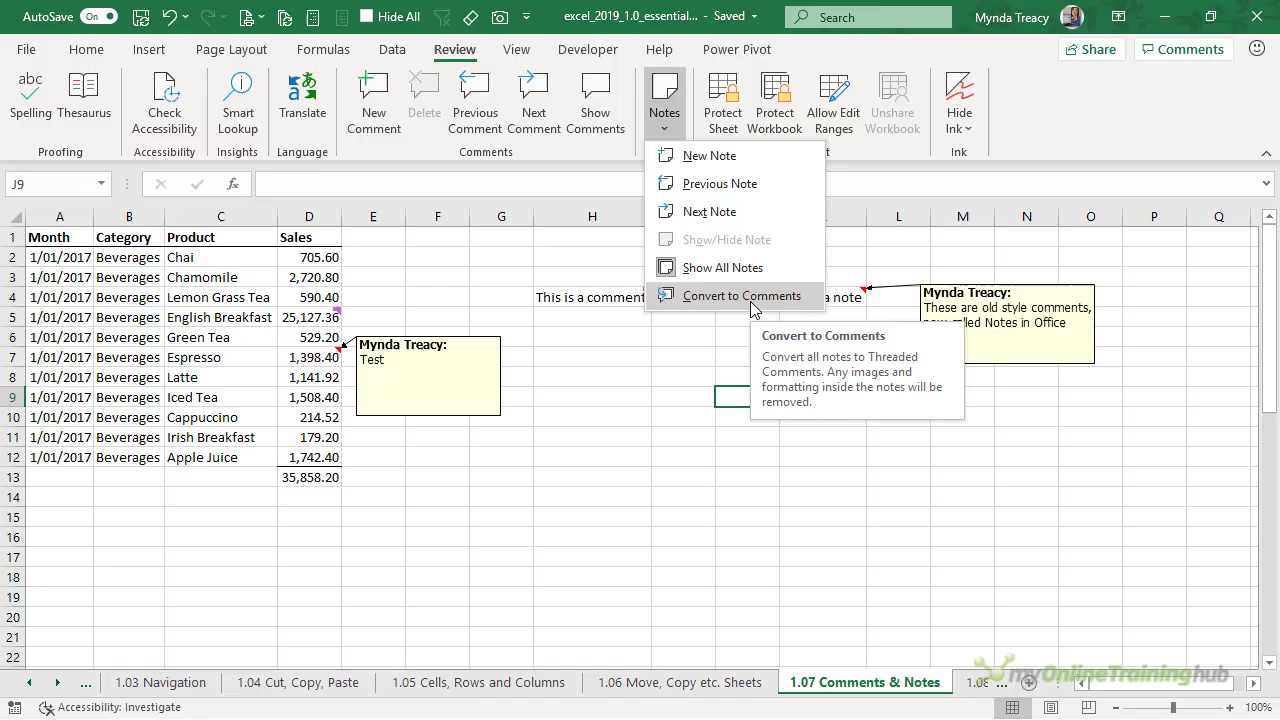 AutoSave On Hide All excel_2019_1.0_essential... - Saved Search Mynda Treacy
File Home Insert Page Layout Formulas Data Review View Developer Help Power Pivot Share Comments
abc
Spelling Thesaurus Check Accessibility Smart Lookup Translate New Comment Delete Previous Comment Next Comment Show Comments Notes Protect Sheet Protect Workbook Allow Edit Ranges Unshare Workbook Hide Ink
Proofing Accessibility Insights Language Comments Ink
New Note
Previous Note
Next Note
Show/Hide Note
Show All Notes
Convert to Comments
J9 fx
A B C D E F G H L M N O P Q
1 Month Category Product Sales
2 1/01/2017 Beverages Chai 705.60
3 1/01/2017 Beverages Chamomile 2,720.80
4 1/01/2017 Beverages Lemon Grass Tea 590.40 This is a comment a note
5 1/01/2017 Beverages English Breakfast 25,127.36
6 1/01/2017 Beverages Green Tea 529.20
7 1/01/2017 Beverages Espresso 1,398.40
8 1/01/2017 Beverages Latte 1,141.92
9 1/01/2017 Beverages Iced Tea 1,508.40
10 1/01/2017 Beverages Cappuccino 214.52
11 1/01/2017 Beverages Irish Breakfast 179.20
12 1/01/2017 Beverages Apple Juice 1,742.40
13 35,858.20
14
15
16
17
18
19
20
21
22
Mynda Treacy:
Test
Mynda Treacy:
These are old style comments,
now called Notes in Office
Convert to Comments
Convert all notes to Threaded
Comments. Any images and
formatting inside the notes will be
removed.
... 1.03 Navigation 1.04 Cut, Copy, Paste 1.05 Cells, Rows and Columns 1.06 Move, Copy etc. Sheets 1.07 Comments & Notes 1.08 ...
myOnlineTraininghub
Accessibility: Investigate 100%